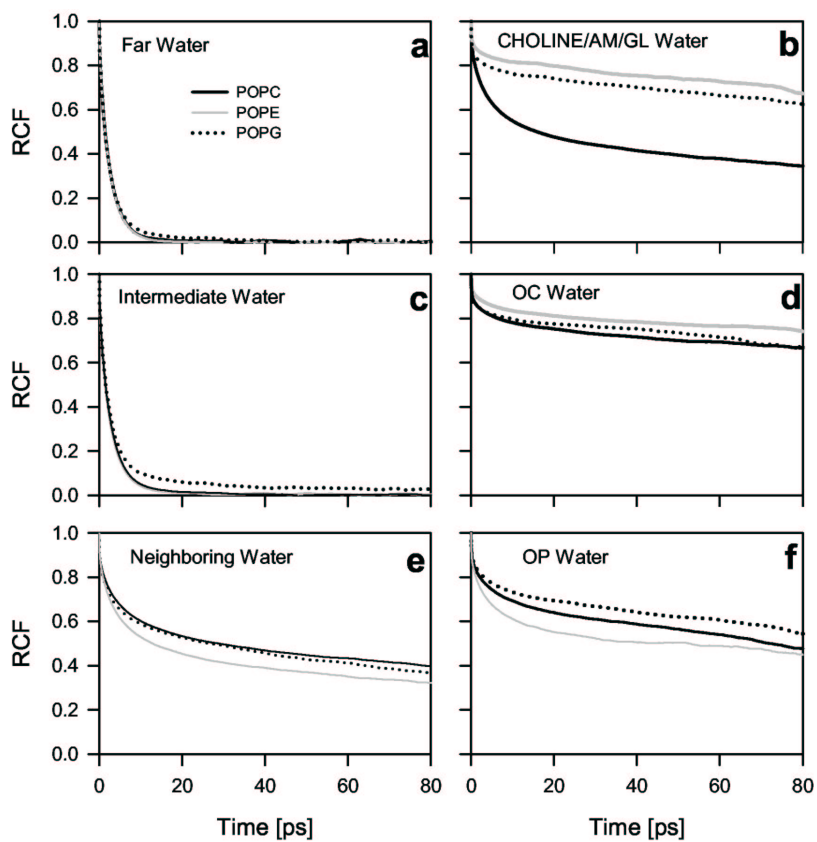 Far Water
a
POPC
POPE
POPG
RCF
1.0
0.8
0.6
0.4
0.2
0.0
CHOLINE/AM/GL Water
b
Intermediate Water
c
RCF
1.0
0.8
0.6
0.4
0.2
0.0
OC Water
d
Neighboring Water
e
RCF
1.0
0.8
0.6
0.4
0.2
0.0
0 20 40 60 80
Time [ps]
OP Water
f
0 20 40 60 80
Time [ps]